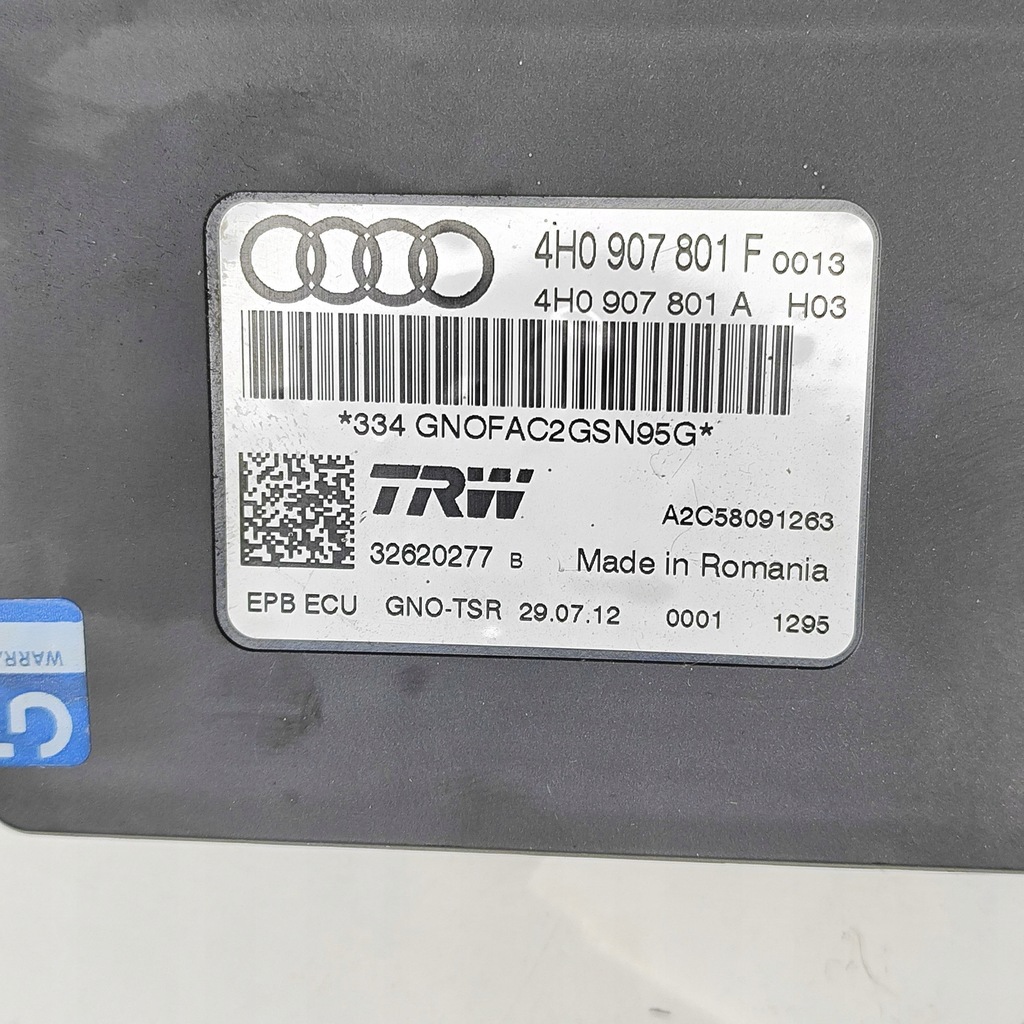 4H0 907 801 F 0013
4H0 907 801 A H03
*334 GNOFAC2GSN95G*
TRW
A2C58091263
32620277 B Made in Romania
EPB ECU GNO-TSR 29.07.12 0001 1295